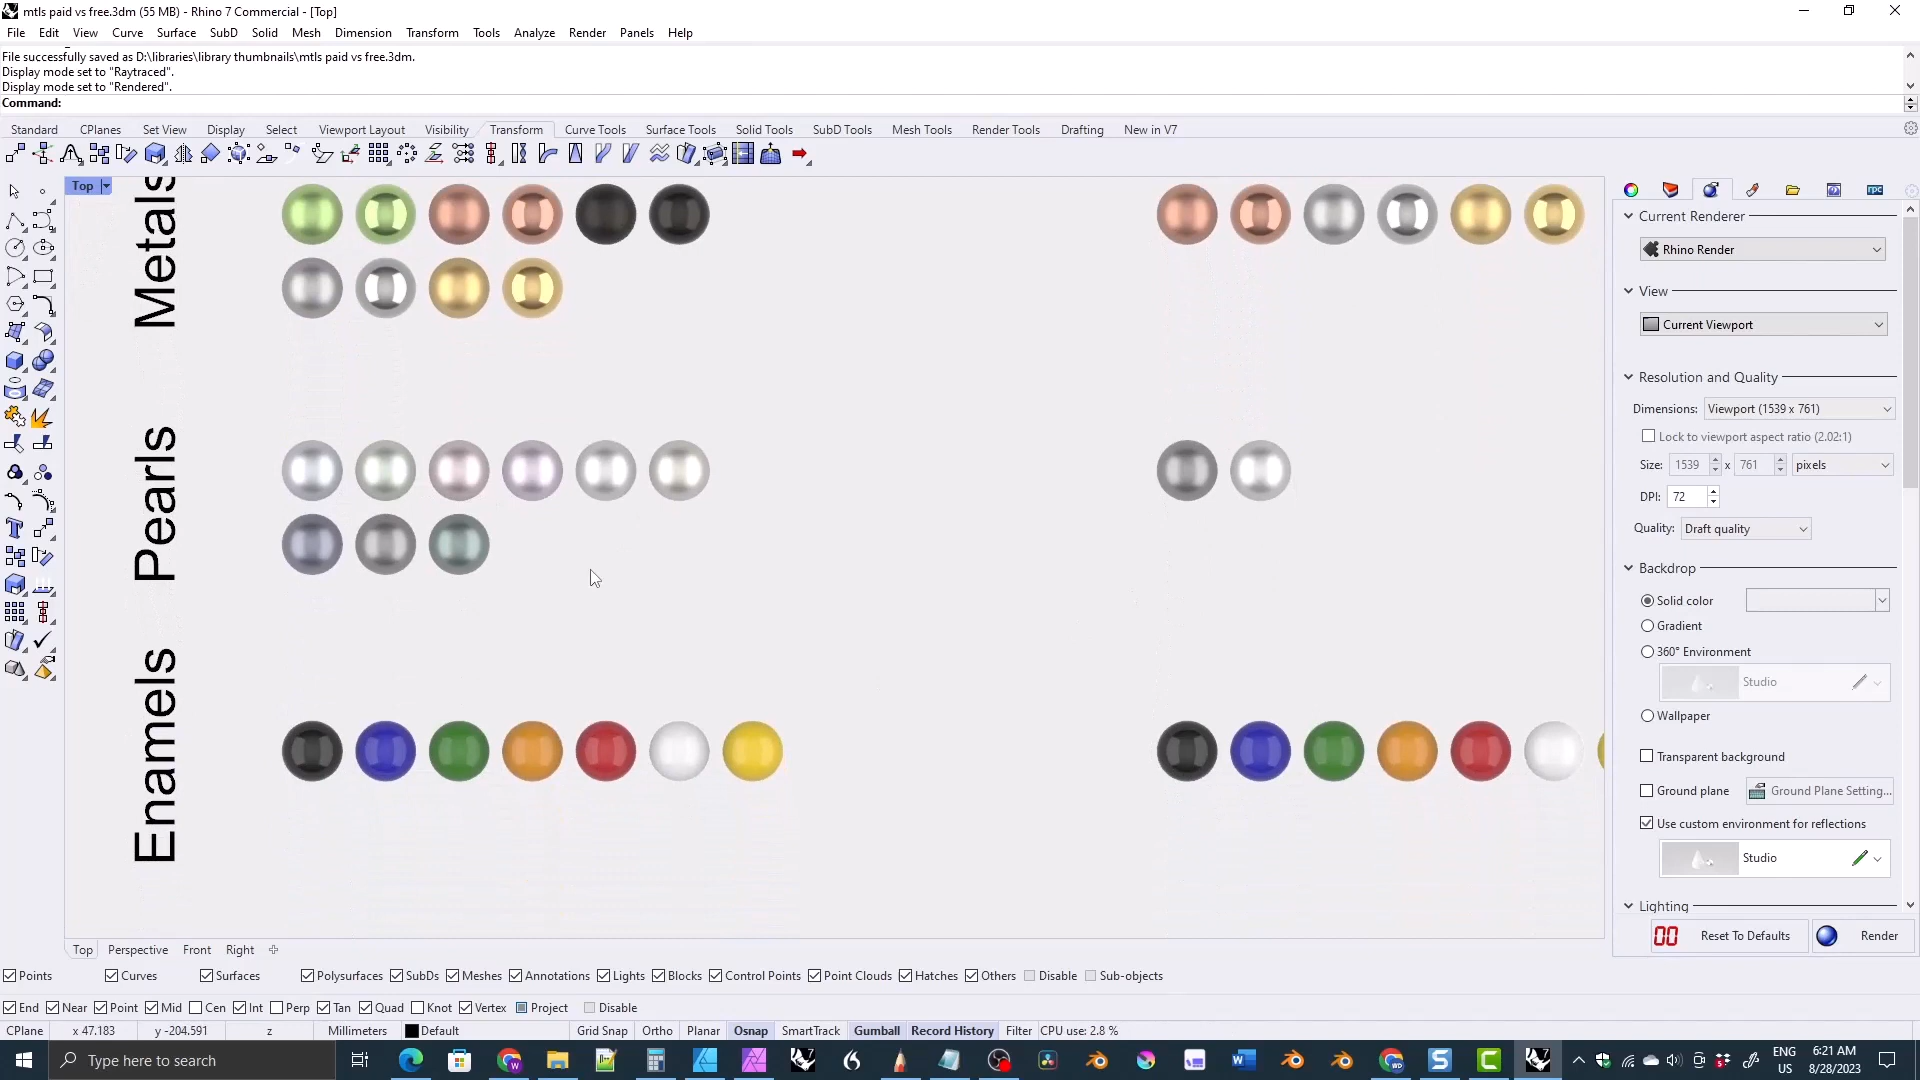 mtls paid vs free.3dm (55 MB) - Rhino 7 Commercial - [Top]
File Edit View Curve Surface SubD Solid Mesh Dimension Transform Tools Analyze Render Panels Help
File successfully saved as D:\libraries\library thumbnails\mtls paid vs free.3dm.
Display mode set to "Raytraced".
Display mode set to "Rendered".
Command:
Standard CPlanes Set View Display Select Viewport Layout Visibility Transform Curve Tools Surface Tools Solid Tools SubD Tools Mesh Tools Render Tools Drafting New in V7
Top
Metals
Pearls
Enamels
rpc
Current Renderer
Rhino Render
View
Current Viewport
Resolution and Quality
Dimensions: Viewport (1539 x 761)
Lock to viewport aspect ratio (2.02:1)
Size: 1539 x 761 pixels
DPI: 72
Quality: Draft quality
Backdrop
Solid color
Gradient
360° Environment
Studio
Wallpaper
Transparent background
Ground plane Ground Plane Setting...
Use custom environment for reflections
Studio
Lighting
Reset To Defaults Render
Top Perspective Front Right
Points Curves Surfaces Polysurfaces SubDs Meshes Annotations Lights Blocks Control Points Point Clouds Hatches Others Disable Sub-objects
End Near Point Mid Cen Int Perp Tan Quad Knot Vertex Project Disable
CPlane x 47.183 y -204.591 z Millimeters Default Grid Snap Ortho Planar Osnap SmartTrack Gumball Record History Filter CPU use: 2.8 %
Type here to search
ENG
US
6:21 AM
8/28/2023